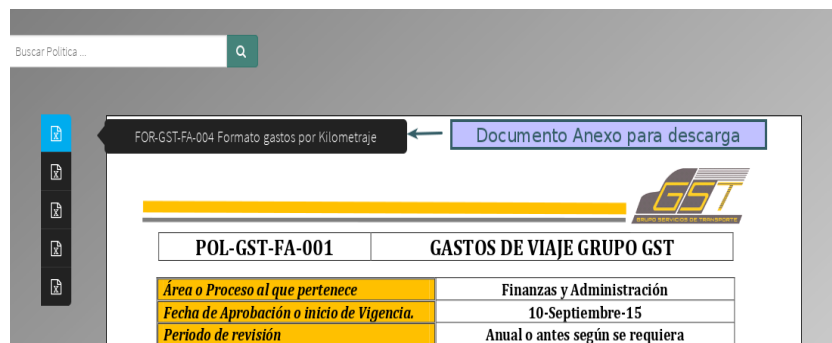 Buscar Política ...
FOR-GST-FA-004 Formato gastos por Kilometraje
Documento Anexo para descarga
GST
GRUPO SERVICIOS DE TRANSPORTE
POL-GST-FA-001 GASTOS DE VIAJE GRUPO GST
Área o Proceso al que pertenece Finanzas y Administración
Fecha de Aprobación o inicio de Vigencia. 10-Septiembre-15
Periodo de revisión Anual o antes según se requiera